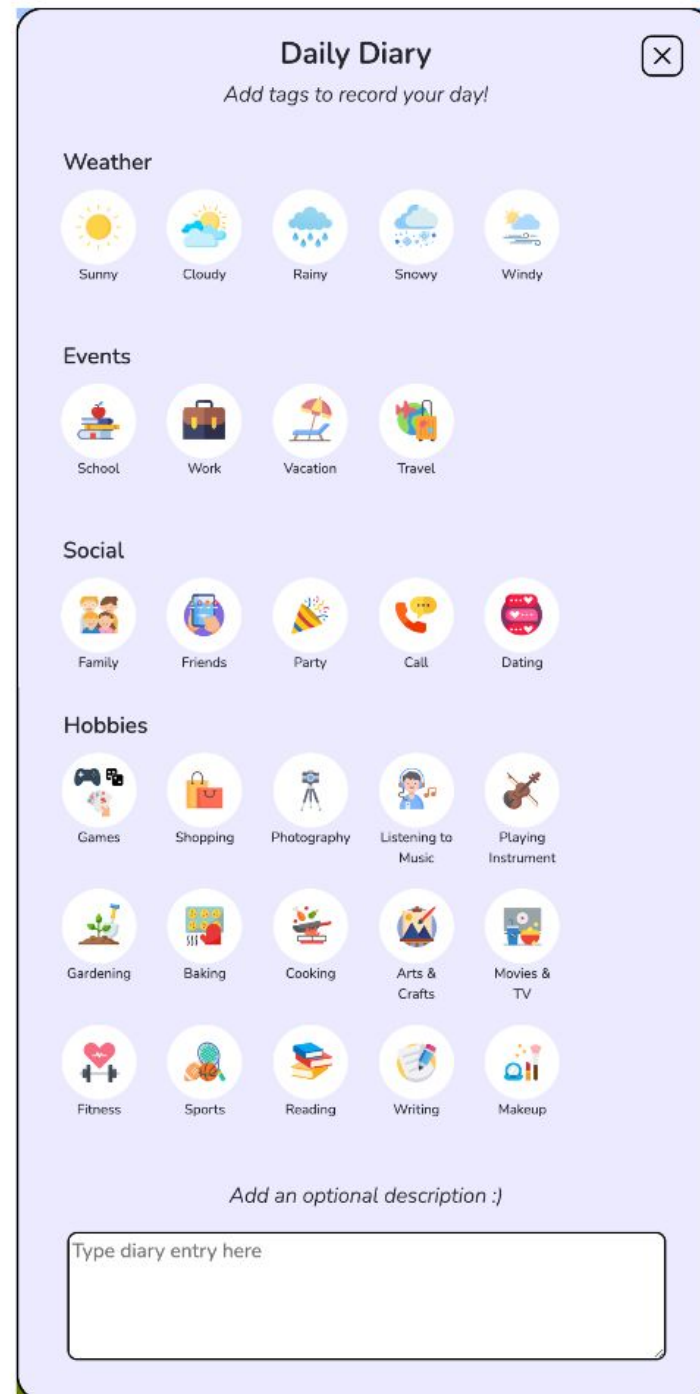 Daily Diary
Add tags to record your day!
Weather
Sunny Cloudy Rainy Snowy Windy
Events
School Work Vacation Travel
Social
Family Friends Party Call Dating
Hobbies
Games Shopping Photography Listening to Music Playing Instrument
Gardening Baking Cooking Arts & Crafts Movies & TV
Fitness Sports Reading Writing Makeup
Add an optional description :)
Type diary entry here